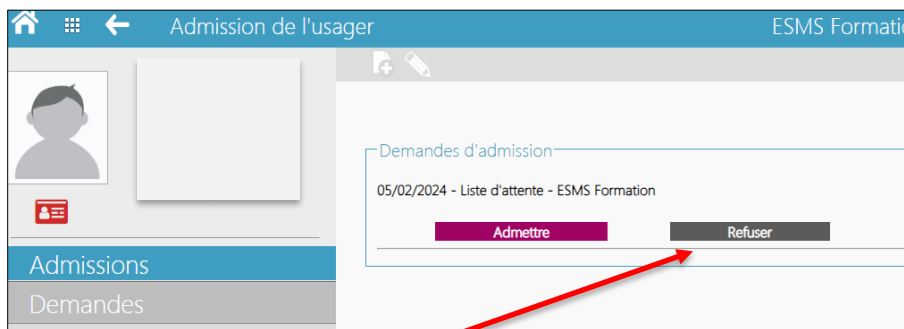 Admission de l'usager
ESMS Formatio
Demandes d'admission
05/02/2024 - Liste d'attente - ESMS Formation
Admettre
Refuser
Admissions
Demandes